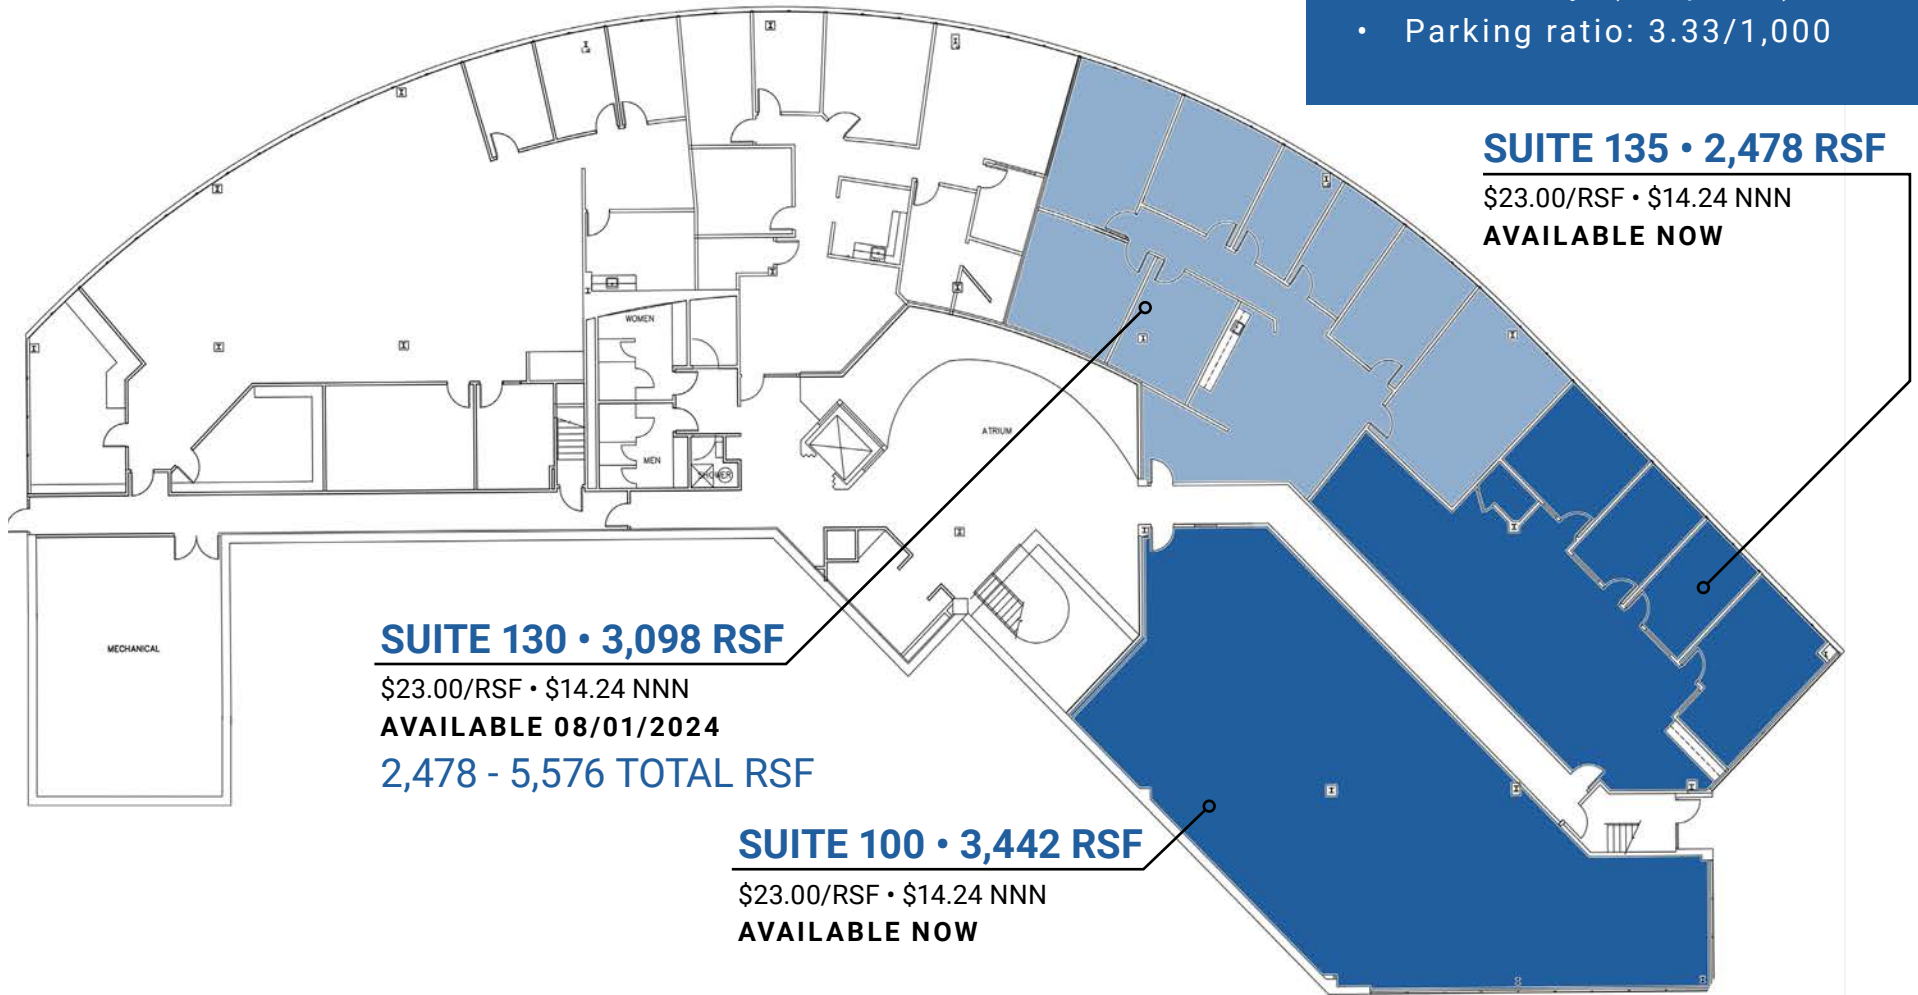 • Parking ratio: 3.33/1,000
SUITE 135 • 2,478 RSF
$23.00/RSF • $14.24 NNN
AVAILABLE NOW
WOMEN
ATRIUM
MEN
SHOWER
MECHANICAL
SUITE 130 • 3,098 RSF
$23.00/RSF • $14.24 NNN
AVAILABLE 08/01/2024
2,478 - 5,576 TOTAL RSF
SUITE 100 • 3,442 RSF
$23.00/RSF • $14.24 NNN
AVAILABLE NOW